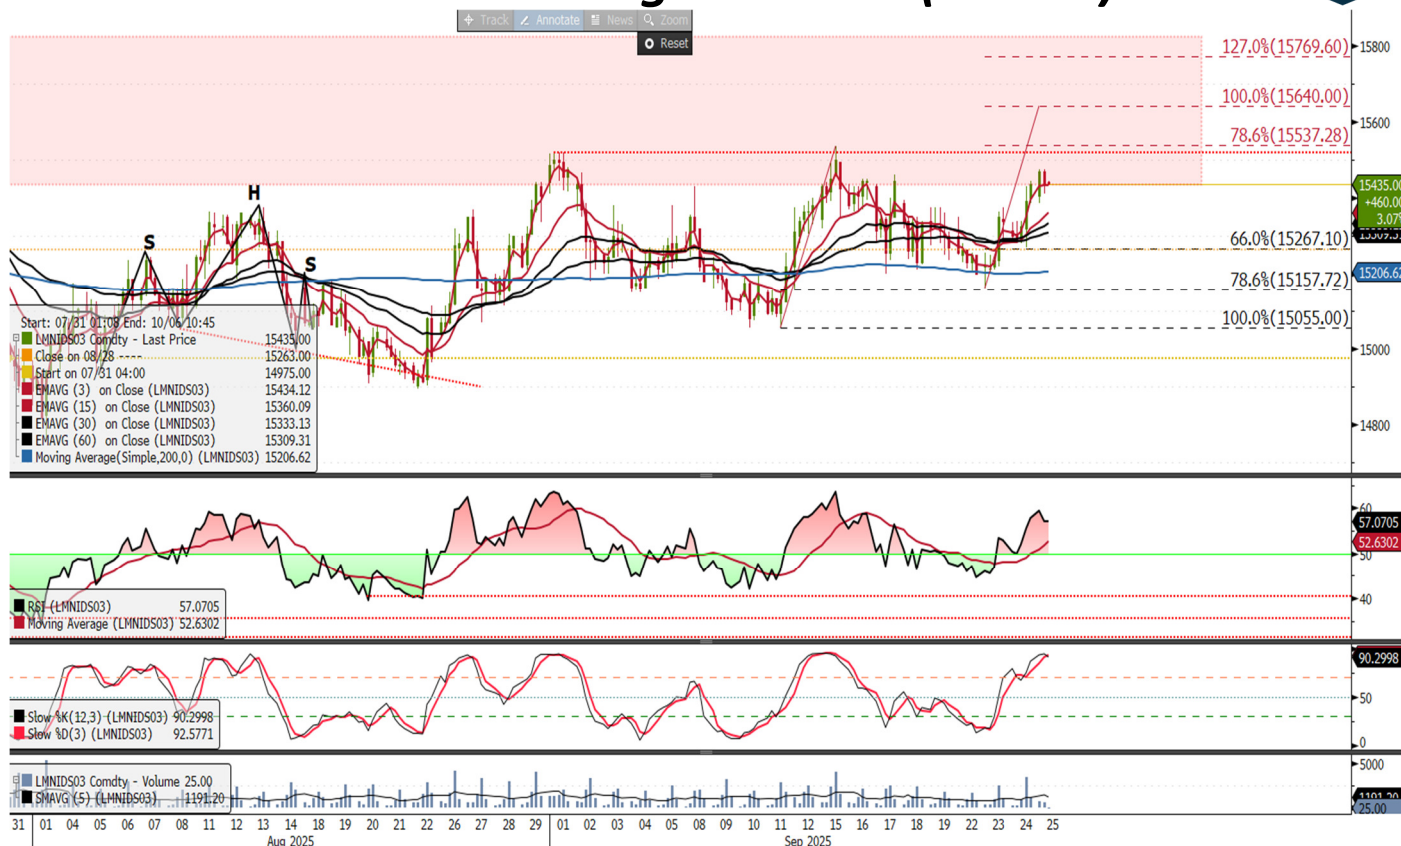 Track Annotate News Zoom
Reset
127.0%(15769.60)
100.0%(15640.00)
78.6%(15537.28)
66.0%(15267.10)
78.6%(15157.72)
100.0%(15055.00)
15800
15600
15435.00
+460.00
3.07%
15309.31
15206.62
15000
14800
S
H
S
Start: 07/31 01:08 End: 10/06 10:45
LMNIDS03 Comdty - Last Price 15435.00
Close on 08/28 ---- 15263.00
Start on 07/31 04:00 14975.00
EMAVG (3) on Close (LMNIDS03) 15434.12
EMAVG (15) on Close (LMNIDS03) 15360.09
EMAVG (30) on Close (LMNIDS03) 15333.13
EMAVG (60) on Close (LMNIDS03) 15309.31
Moving Average(Simple,200,0) (LMNIDS03) 15206.62
60
57.0705
52.6302
50
40
RSI (LMNIDS03) 57.0705
Moving Average (LMNIDS03) 52.6302
90.2998
50
0
Slow %K(12,3) (LMNIDS03) 90.2998
Slow %D(3) (LMNIDS03) 92.5771
5000
1191.20
25.00
LMNIDS03 Comdty - Volume 25.00
SMAVG (5) (LMNIDS03) 1191.20
31 01 04 05 06 07 08 11 12 13 14 18 19 20 21 22 26 27 28 29 01 02 03 04 05 08 09 10 11 12 15 16 17 18 19 22 23 24 25
Aug 2025 Sep 2025